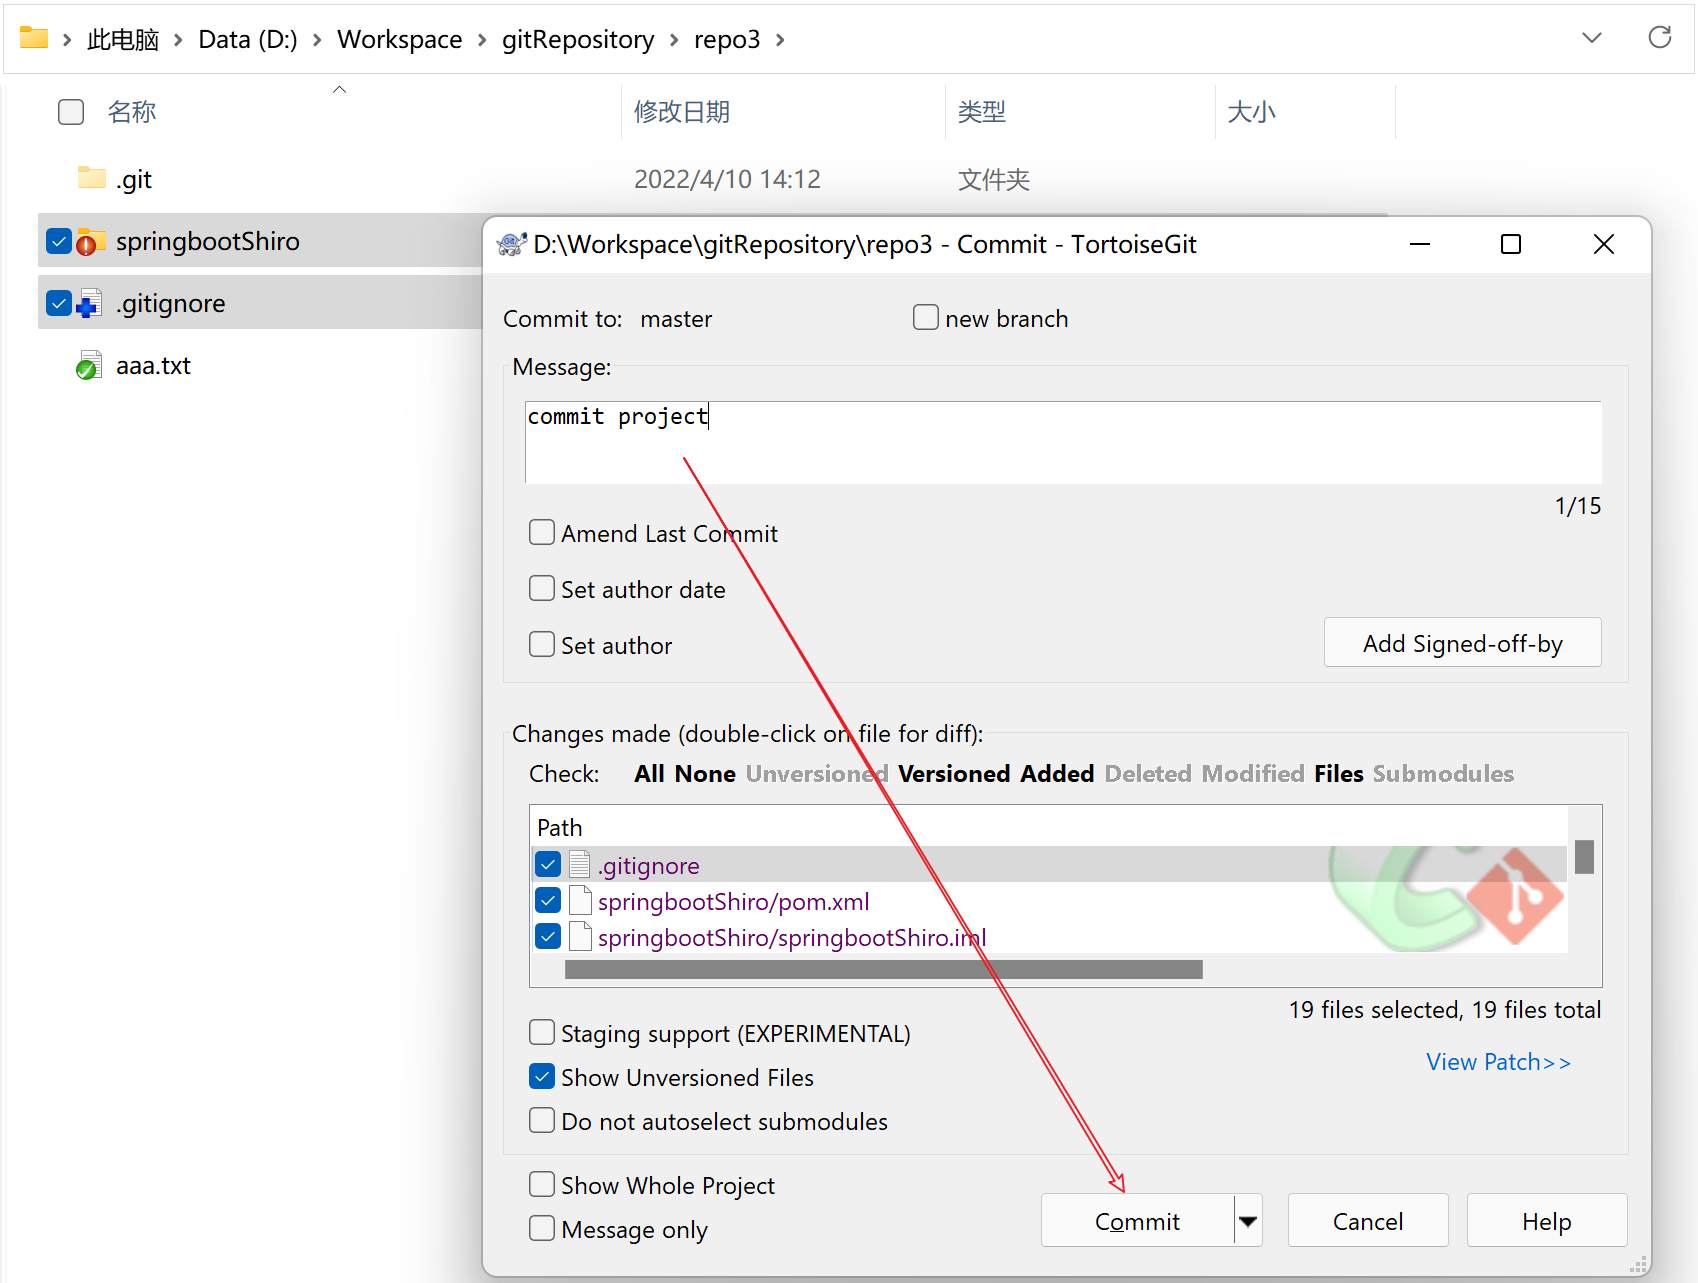 此电脑 > Data (D:) > Workspace > gitRepository > repo3 >
名称 修改日期 类型 大小
.git 2022/4/10 14:12 文件夹
springbootShiro
.gitignore
aaa.txt
D:\Workspace\gitRepository\repo3 - Commit - TortoiseGit
Commit to: master new branch
Message:
commit project
1/15
Amend Last Commit
Set author date
Set author
Add Signed-off-by
Changes made (double-click on file for diff):
Check: All None Unversioned Versioned Added Deleted Modified Files Submodules
Path
.gitignore
springbootShiro/pom.xml
springbootShiro/springbootShiro.iml
19 files selected, 19 files total
Staging support (EXPERIMENTAL)
View Patch>>
Show Unversioned Files
Do not autoselect submodules
Show Whole Project
Message only
Commit Cancel Help